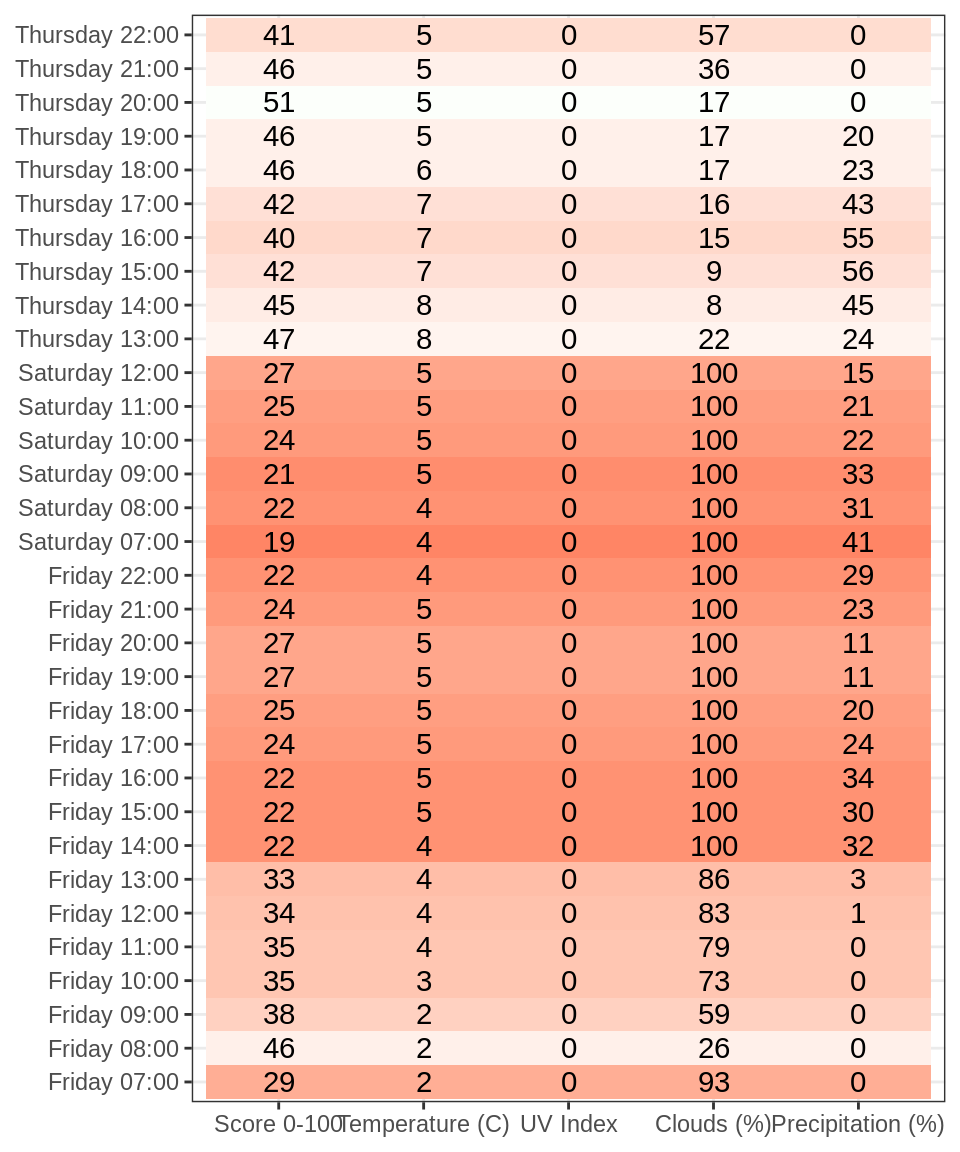 Thursday 22:00 41 5 0 57 0
Thursday 21:00 46 5 0 36 0
Thursday 20:00 51 5 0 17 0
Thursday 19:00 46 5 0 17 20
Thursday 18:00 46 6 0 17 23
Thursday 17:00 42 7 0 16 43
Thursday 16:00 40 7 0 15 55
Thursday 15:00 42 7 0 9 56
Thursday 14:00 45 8 0 8 45
Thursday 13:00 47 8 0 22 24
Saturday 12:00 27 5 0 100 15
Saturday 11:00 25 5 0 100 21
Saturday 10:00 24 5 0 100 22
Saturday 09:00 21 5 0 100 33
Saturday 08:00 22 4 0 100 31
Saturday 07:00 19 4 0 100 41
Friday 22:00 22 4 0 100 29
Friday 21:00 24 5 0 100 23
Friday 20:00 27 5 0 100 11
Friday 19:00 27 5 0 100 11
Friday 18:00 25 5 0 100 20
Friday 17:00 24 5 0 100 24
Friday 16:00 22 5 0 100 34
Friday 15:00 22 5 0 100 30
Friday 14:00 22 4 0 100 32
Friday 13:00 33 4 0 86 3
Friday 12:00 34 4 0 83 1
Friday 11:00 35 4 0 79 0
Friday 10:00 35 3 0 73 0
Friday 09:00 38 2 0 59 0
Friday 08:00 46 2 0 26 0
Friday 07:00 29 2 0 93 0
Score 0-100 Temperature (C) UV Index Clouds (%) Precipitation (%)